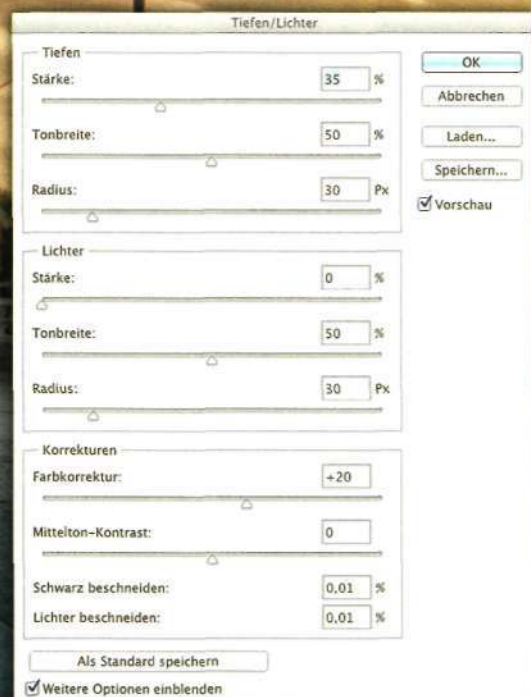 Tiefen/Lichter
Tiefen
Stärke: 35 %
Tonbreite: 50 %
Radius: 30 Px
Lichter
Stärke: 0 %
Tonbreite: 50 %
Radius: 30 Px
Korrekturen
Farbkorrektur: +20
Mittelton-Kontrast: 0
Schwarz beschneiden: 0,01 %
Lichter beschneiden: 0,01 %
Als Standard speichern
Weitere Optionen einblenden
OK
Abbrechen
Laden...
Speichern...
Vorschau